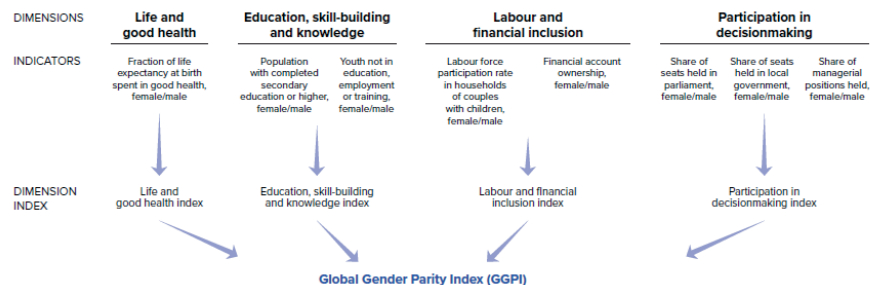 DIMENSIONS
Life and
good health
Education, skill-building
and knowledge
Labour and
financial inclusion
Participation in
decisionmaking
INDICATORS
Fraction of life
expectancy at birth
spent in good health,
female/male
Population
with completed
secondary
education or higher,
female/male
Youth not in
education,
employment
or training,
female/male
Labour force
participation rate
in households
of couples
with children,
female/male
Financial account
ownership,
female/male
Share of
seats held in
parliament,
female/male
Share of seats
held in local
government,
female/male
Share of
managerial
positions held,
female/male
DIMENSION
INDEX
Life and
good health index
Education, skill-building
and knowledge index
Labour and financial
inclusion index
Participation in
decisionmaking index
Global Gender Parity Index (GGPI)